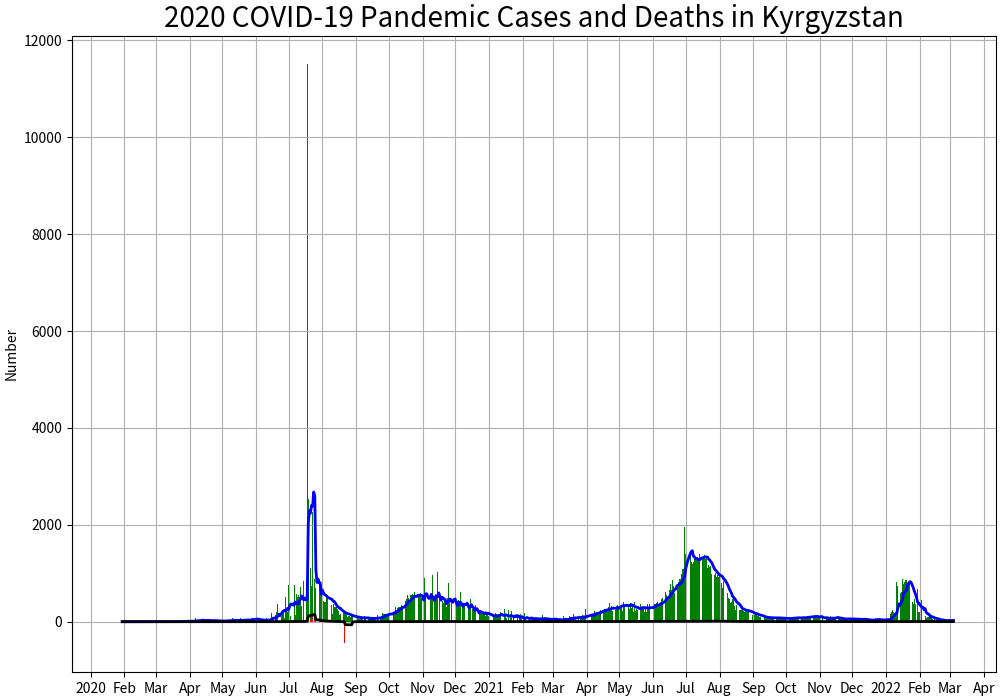 2020 COVID-19 Pandemic Cases and Deaths in Kyrgyzstan
12000
10000
8000
6000
4000
2000
0
Number
2020 Feb Mar Apr May Jun Jul Aug Sep Oct Nov Dec 2021 Feb Mar Apr May Jun Jul Aug Sep Oct Nov Dec 2022 Feb Mar Apr